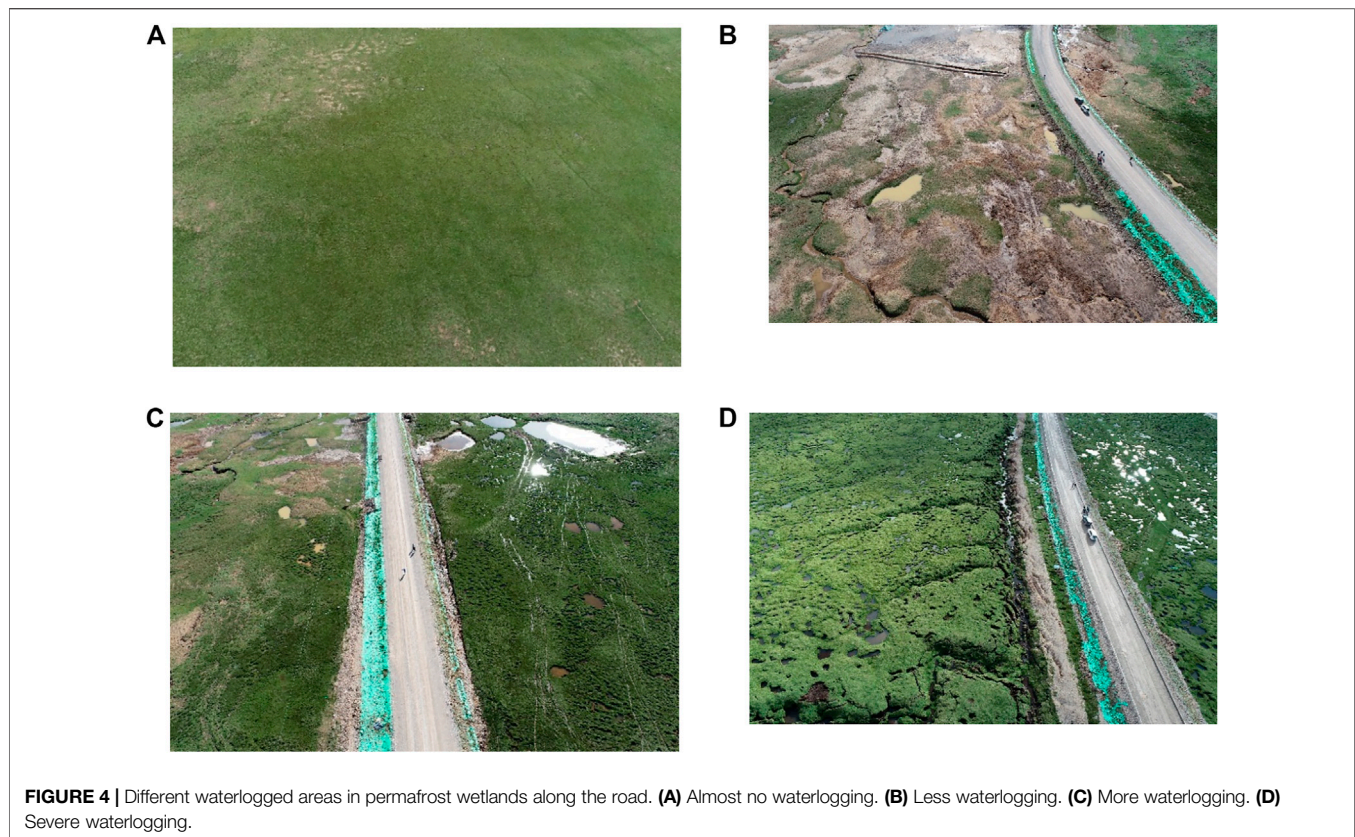 A
B
C
D
FIGURE 4 | Different waterlogged areas in permafrost wetlands along the road. (A) Almost no waterlogging. (B) Less waterlogging. (C) More waterlogging. (D)
Severe waterlogging.